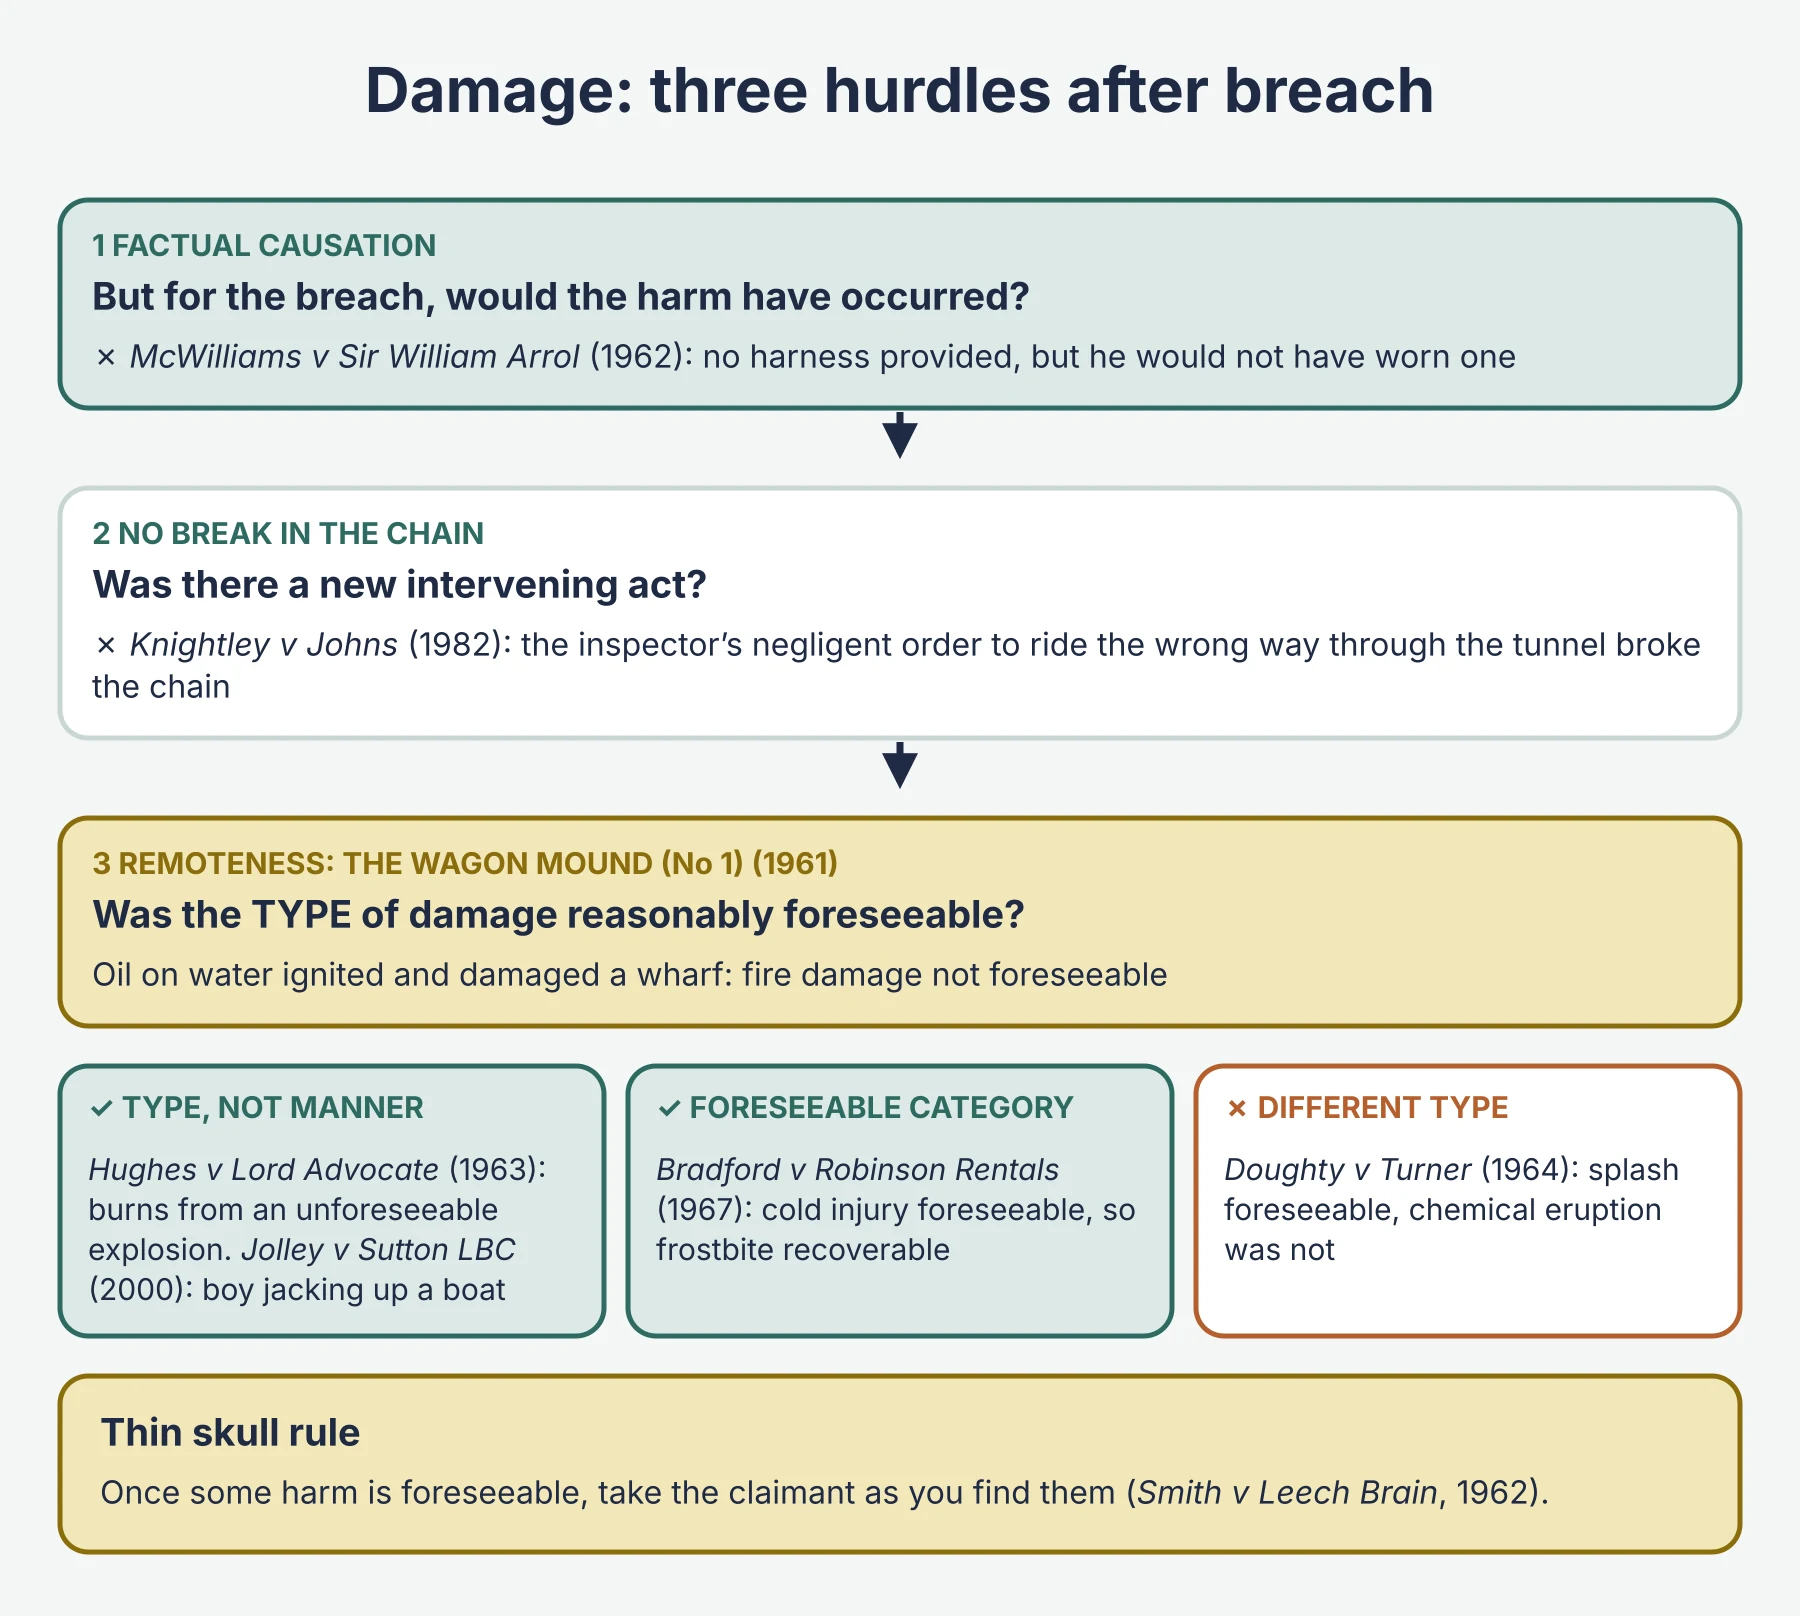 Damage: three hurdles after breach
1 FACTUAL CAUSATION
But for the breach, would the harm have occurred?
× McWilliams v Sir William Arrol (1962): no harness provided, but he would not have worn one
2 NO BREAK IN THE CHAIN
Was there a new intervening act?
× Knightley v Johns (1982): the inspector’s negligent order to ride the wrong way through the tunnel broke
the chain
3 REMOTENESS: THE WAGON MOUND (No 1) (1961)
Was the TYPE of damage reasonably foreseeable?
Oil on water ignited and damaged a wharf: fire damage not foreseeable
✓ TYPE, NOT MANNER
Hughes v Lord Advocate (1963):
burns from an unforeseeable
explosion. Jolley v Sutton LBC
(2000): boy jacking up a boat
✓ FORESEEABLE CATEGORY
Bradford v Robinson Rentals
(1967): cold injury foreseeable, so
frostbite recoverable
× DIFFERENT TYPE
Doughty v Turner (1964): splash
foreseeable, chemical eruption
was not
Thin skull rule
Once some harm is foreseeable, take the claimant as you find them (Smith v Leech Brain, 1962).